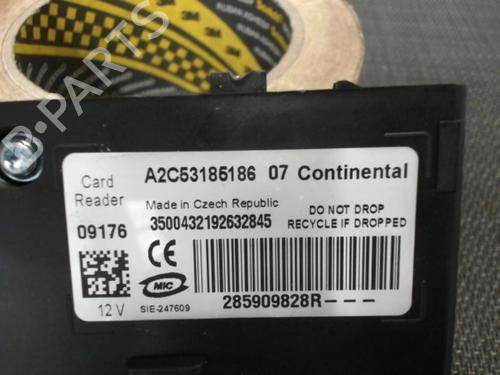 B-PARTS
3M
Card
Reader
A2C53185186 07 Continental
Made in Czech Republic
09176
3500432192632845
DO NOT DROP
RECYCLE IF DROPPED
CE
MIC
12 V
SIE-247609
285909828R---